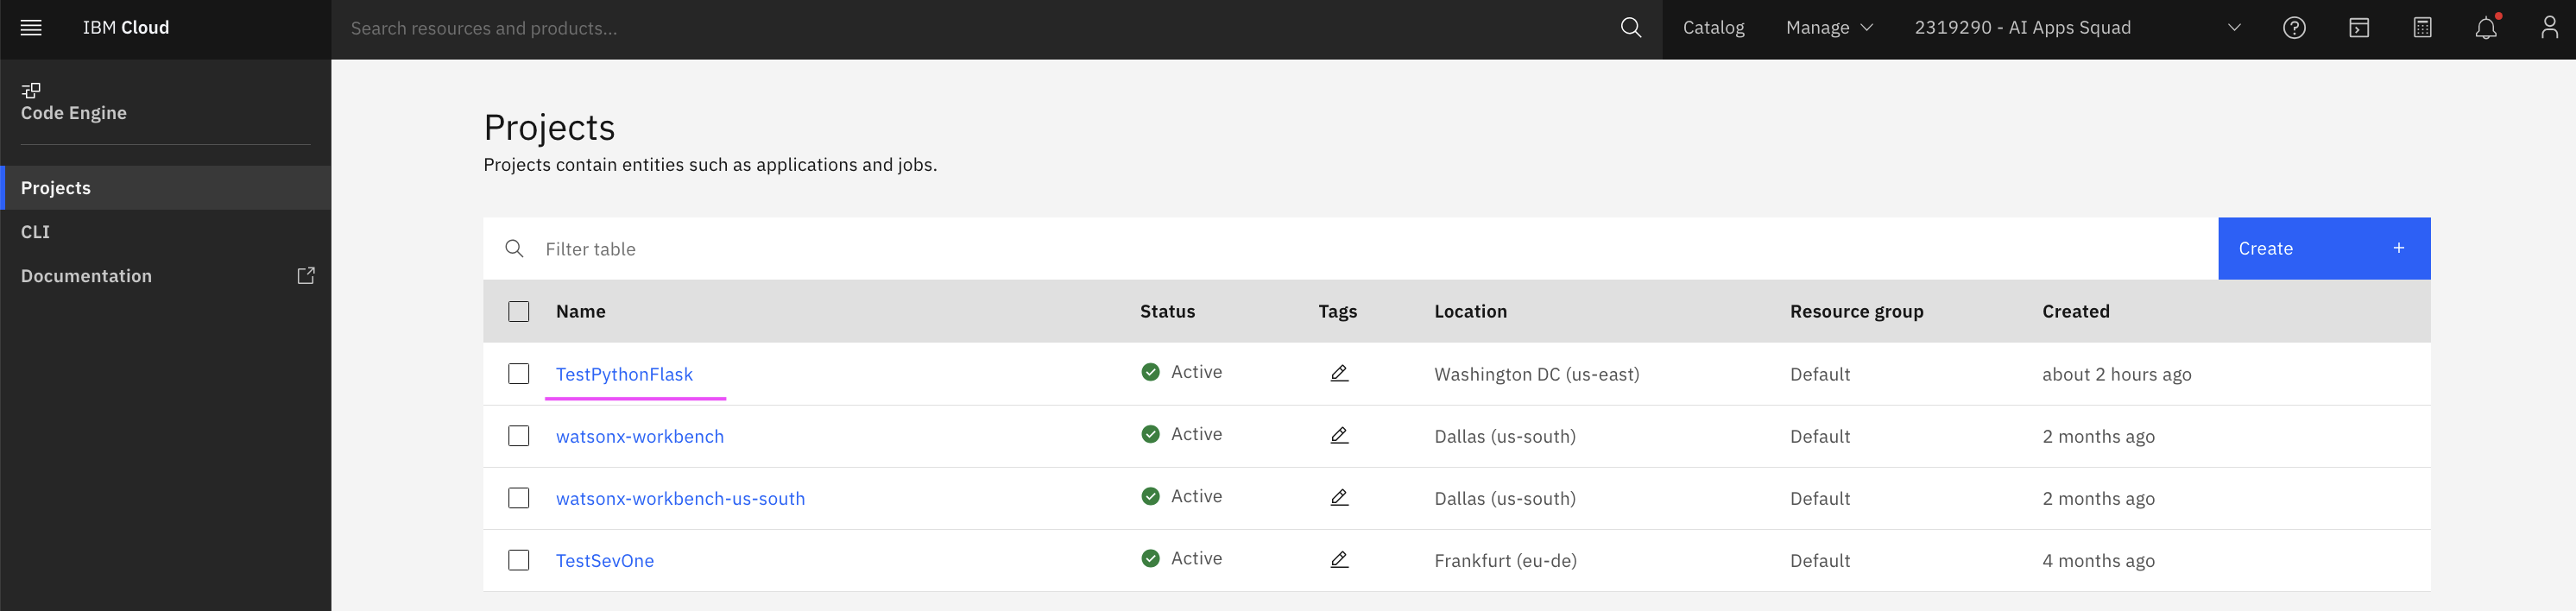 IBM Cloud
Search resources and products...
Catalog
Manage
2319290 - AI Apps Squad
Code Engine
Projects
CLI
Documentation
Projects
Projects contain entities such as applications and jobs.
Filter table
Create +
Name Status Tags Location Resource group Created
TestPythonFlask Active Washington DC (us-east) Default about 2 hours ago
watsonx-workbench Active Dallas (us-south) Default 2 months ago
watsonx-workbench-us-south Active Dallas (us-south) Default 2 months ago
TestSevOne Active Frankfurt (eu-de) Default 4 months ago